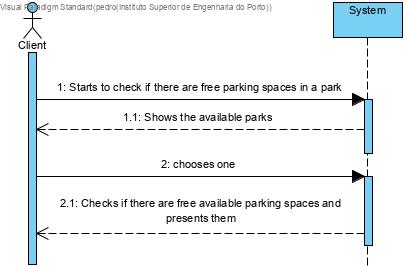 Visual Paradigm Standard(pedro(Instituto Superior de Engenharia do Porto))
System
Client
1: Starts to check if there are free parking spaces in a park
1.1: Shows the available parks
2: chooses one
2.1: Checks if there are free available parking spaces and
presents them